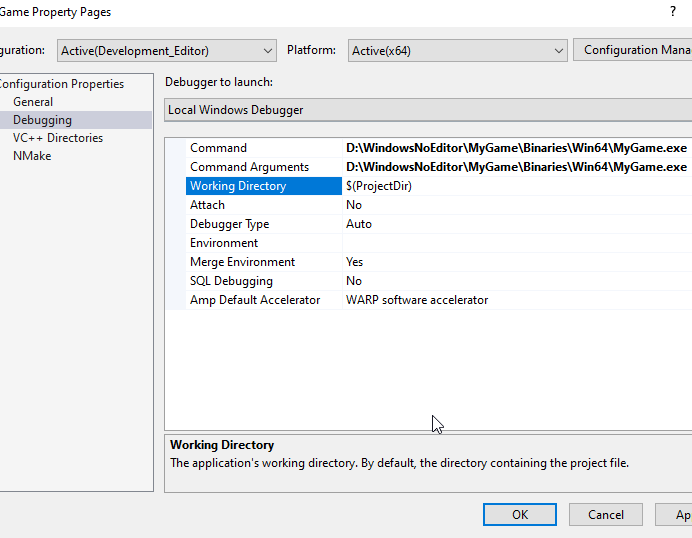 Game Property Pages
?
guration:
Active(Development_Editor)
Platform:
Active(x64)
Configuration Mana
onfiguration Properties
General
Debugging
VC++ Directories
NMake
Debugger to launch:
Local Windows Debugger
Command D:\WindowsNoEditor\MyGame\Binaries\Win64\MyGame.exe
Command Arguments D:\WindowsNoEditor\MyGame\Binaries\Win64\MyGame.exe
Working Directory $(ProjectDir)
Attach No
Debugger Type Auto
Environment
Merge Environment Yes
SQL Debugging No
Amp Default Accelerator WARP software accelerator
Working Directory
The application's working directory. By default, the directory containing the project file.
OK
Cancel
Ap